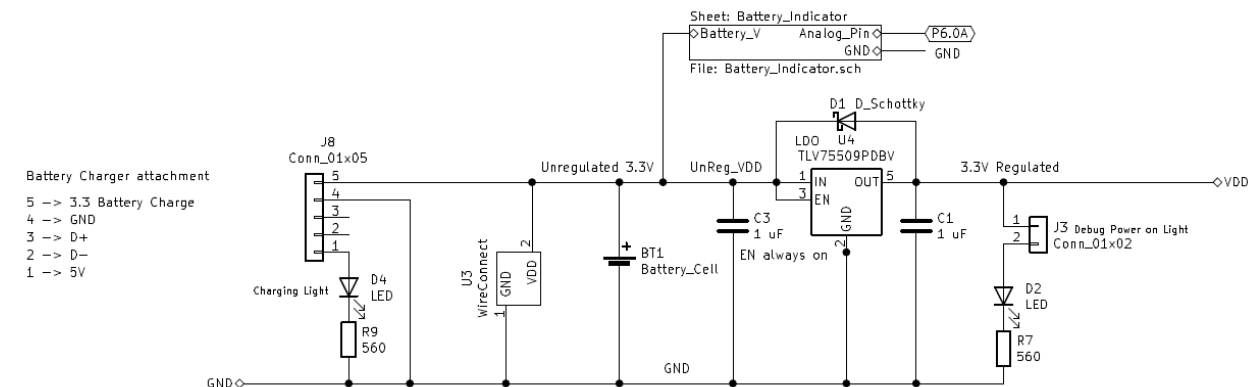 Sheet: Battery_Indicator
Battery_V
Analog_Pin
P6.0A
GND
GND
File: Battery_Indicator.sch
D1 D_Schottky
LDO U4
TLV75509PDBV
J8
Conn_01x05
Unregulated 3.3V
UnReg_VDD
3.3V Regulated
VDD
Battery Charger attachment
5 -> 3.3 Battery Charge
4 -> GND
3 -> D+
2 -> D-
1 -> 5V
5
4
3
2
1
1
IN
OUT
5
3
EN
GND
2
EN always on
C3
1 uF
C1
1 uF
1
2
J3 Debug Power on Light
Conn_01x02
U3
WireConnect
GND
VDD
2
1
+
BT1
Battery_Cell
Charging Light
D4
LED
R9
560
D2
LED
R7
560
GND
GND